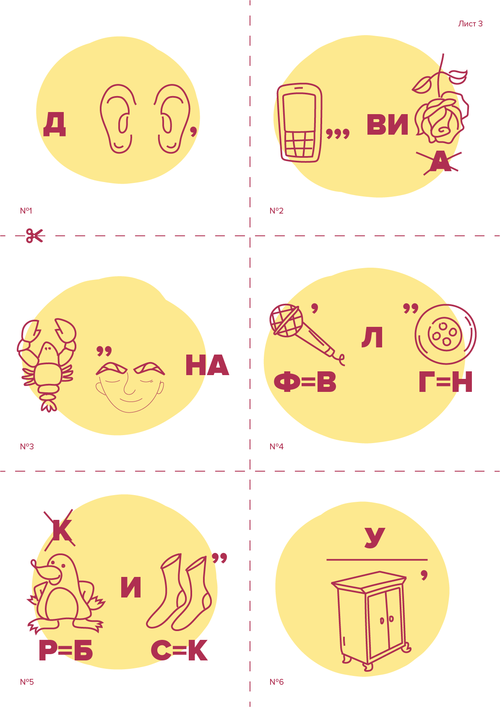 Лист 3
Д ,
,,, ВИ
А
№1
№2
’’ НА
’ Л ’’
Ф=В Г=Н
№3
№4
К
И ’’
Р=Б С=К
У
’
№5
№6